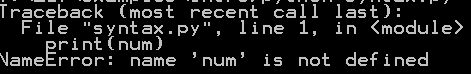 Traceback (most recent call last):
  File "syntax.py", line 1, in <module>
    print(num)
NameError: name 'num' is not defined